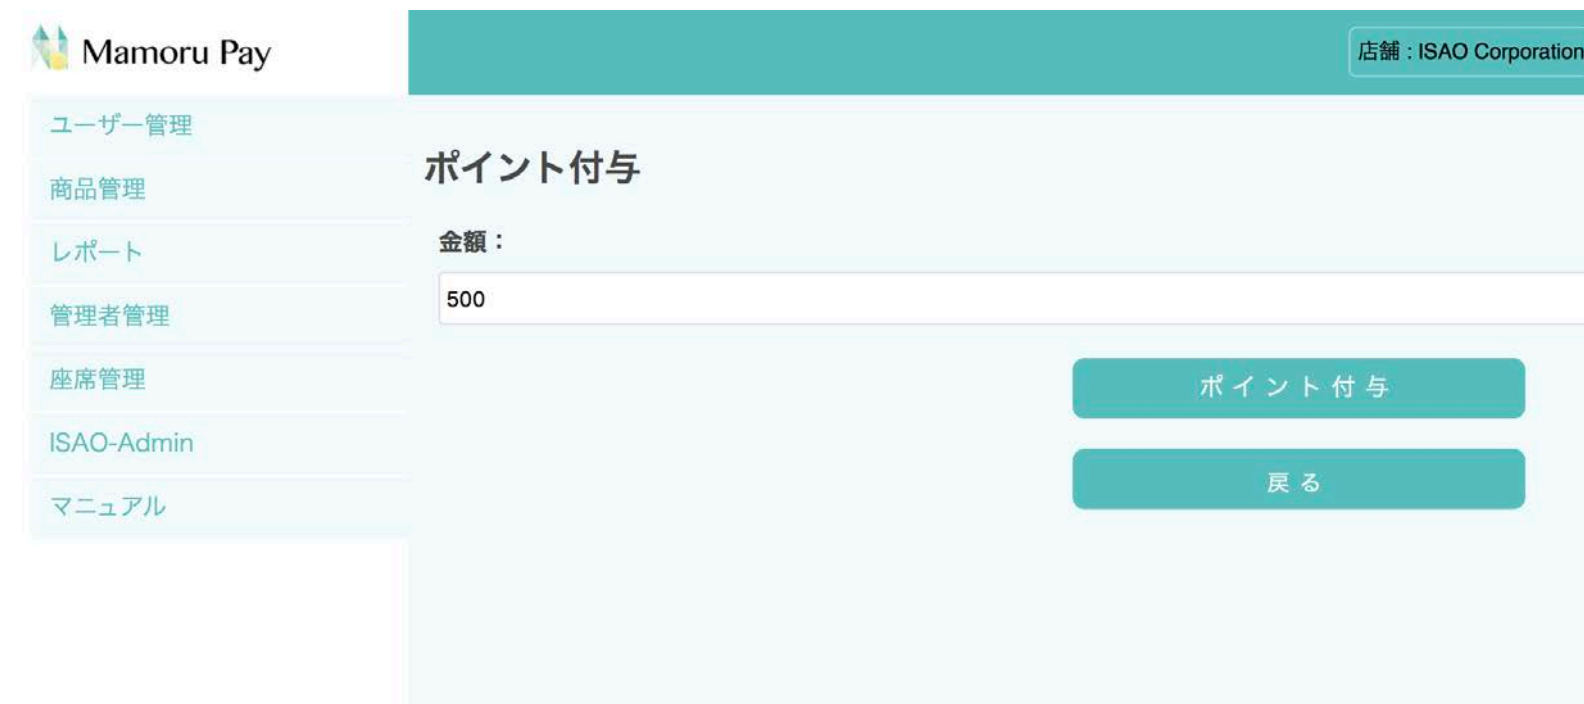 Mamoru Pay
店舗 : ISAO Corporation
ユーザー管理
商品管理
レポート
管理者管理
座席管理
ISAO-Admin
マニュアル
ポイント付与
金額：
500
ポイント付与
戻る